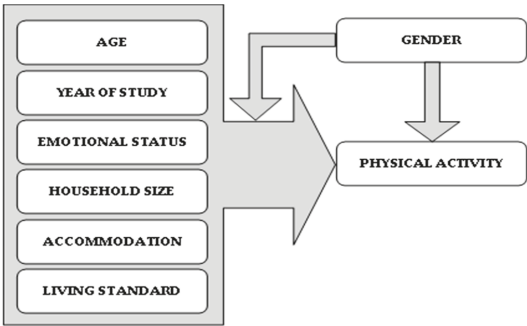 AGE
YEAR OF STUDY
EMOTIONAL STATUS
HOUSEHOLD SIZE
ACCOMMODATION
LIVING STANDARD
GENDER
PHYSICAL ACTIVITY